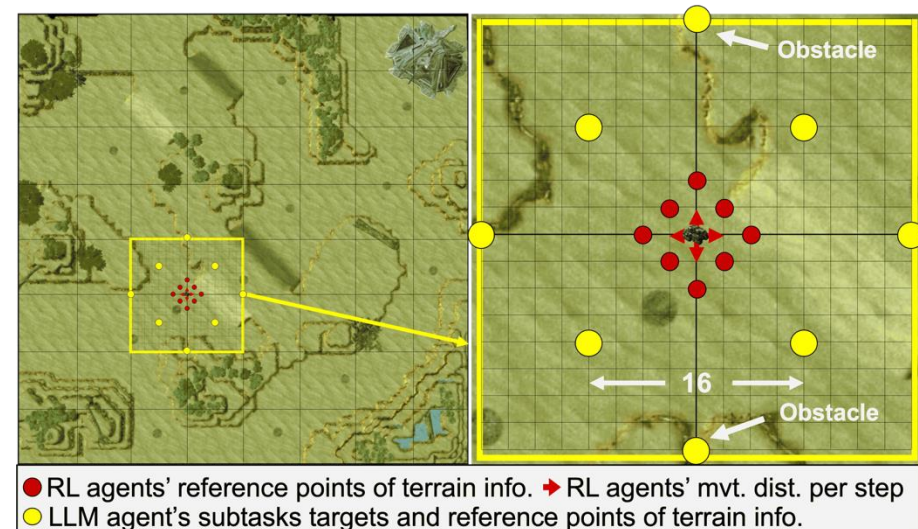 Obstacle
16
Obstacle
RL agents' reference points of terrain info. RL agents' mvt. dist. per step
LLM agent's subtasks targets and reference points of terrain info.